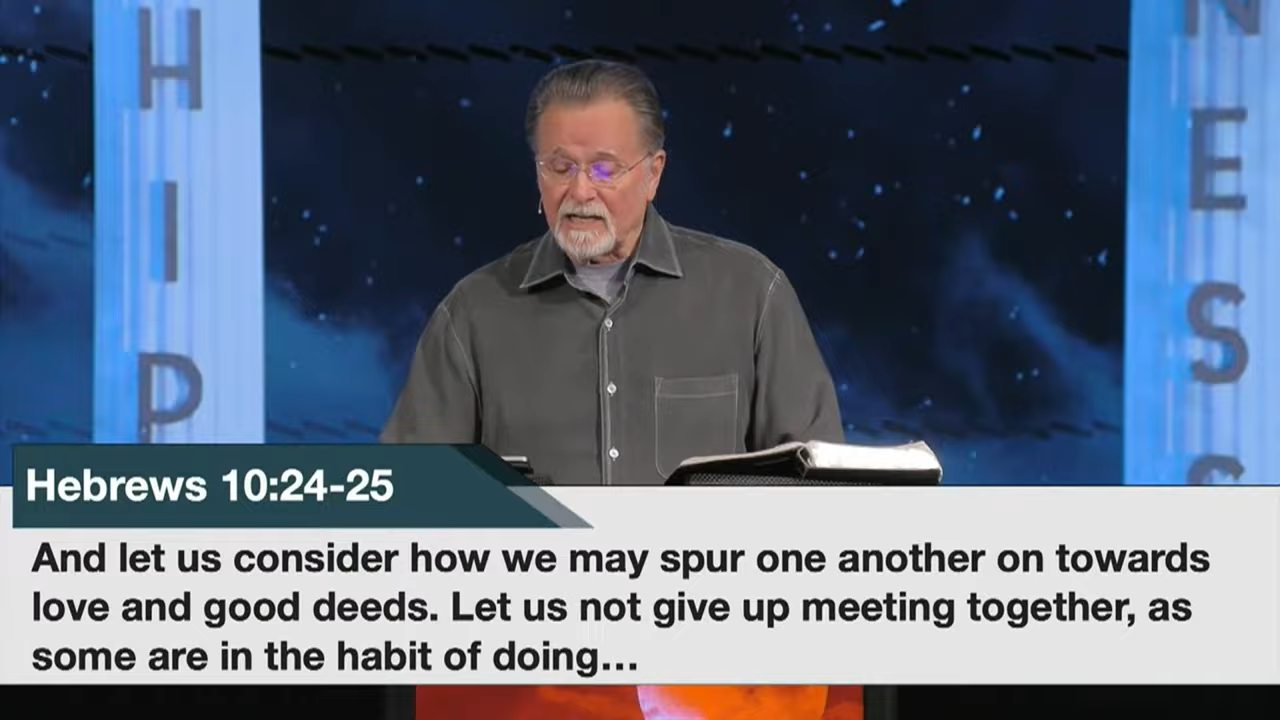 H
I
P
N
E
S
S
Hebrews 10:24-25
And let us consider how we may spur one another on towards
love and good deeds. Let us not give up meeting together, as
some are in the habit of doing…